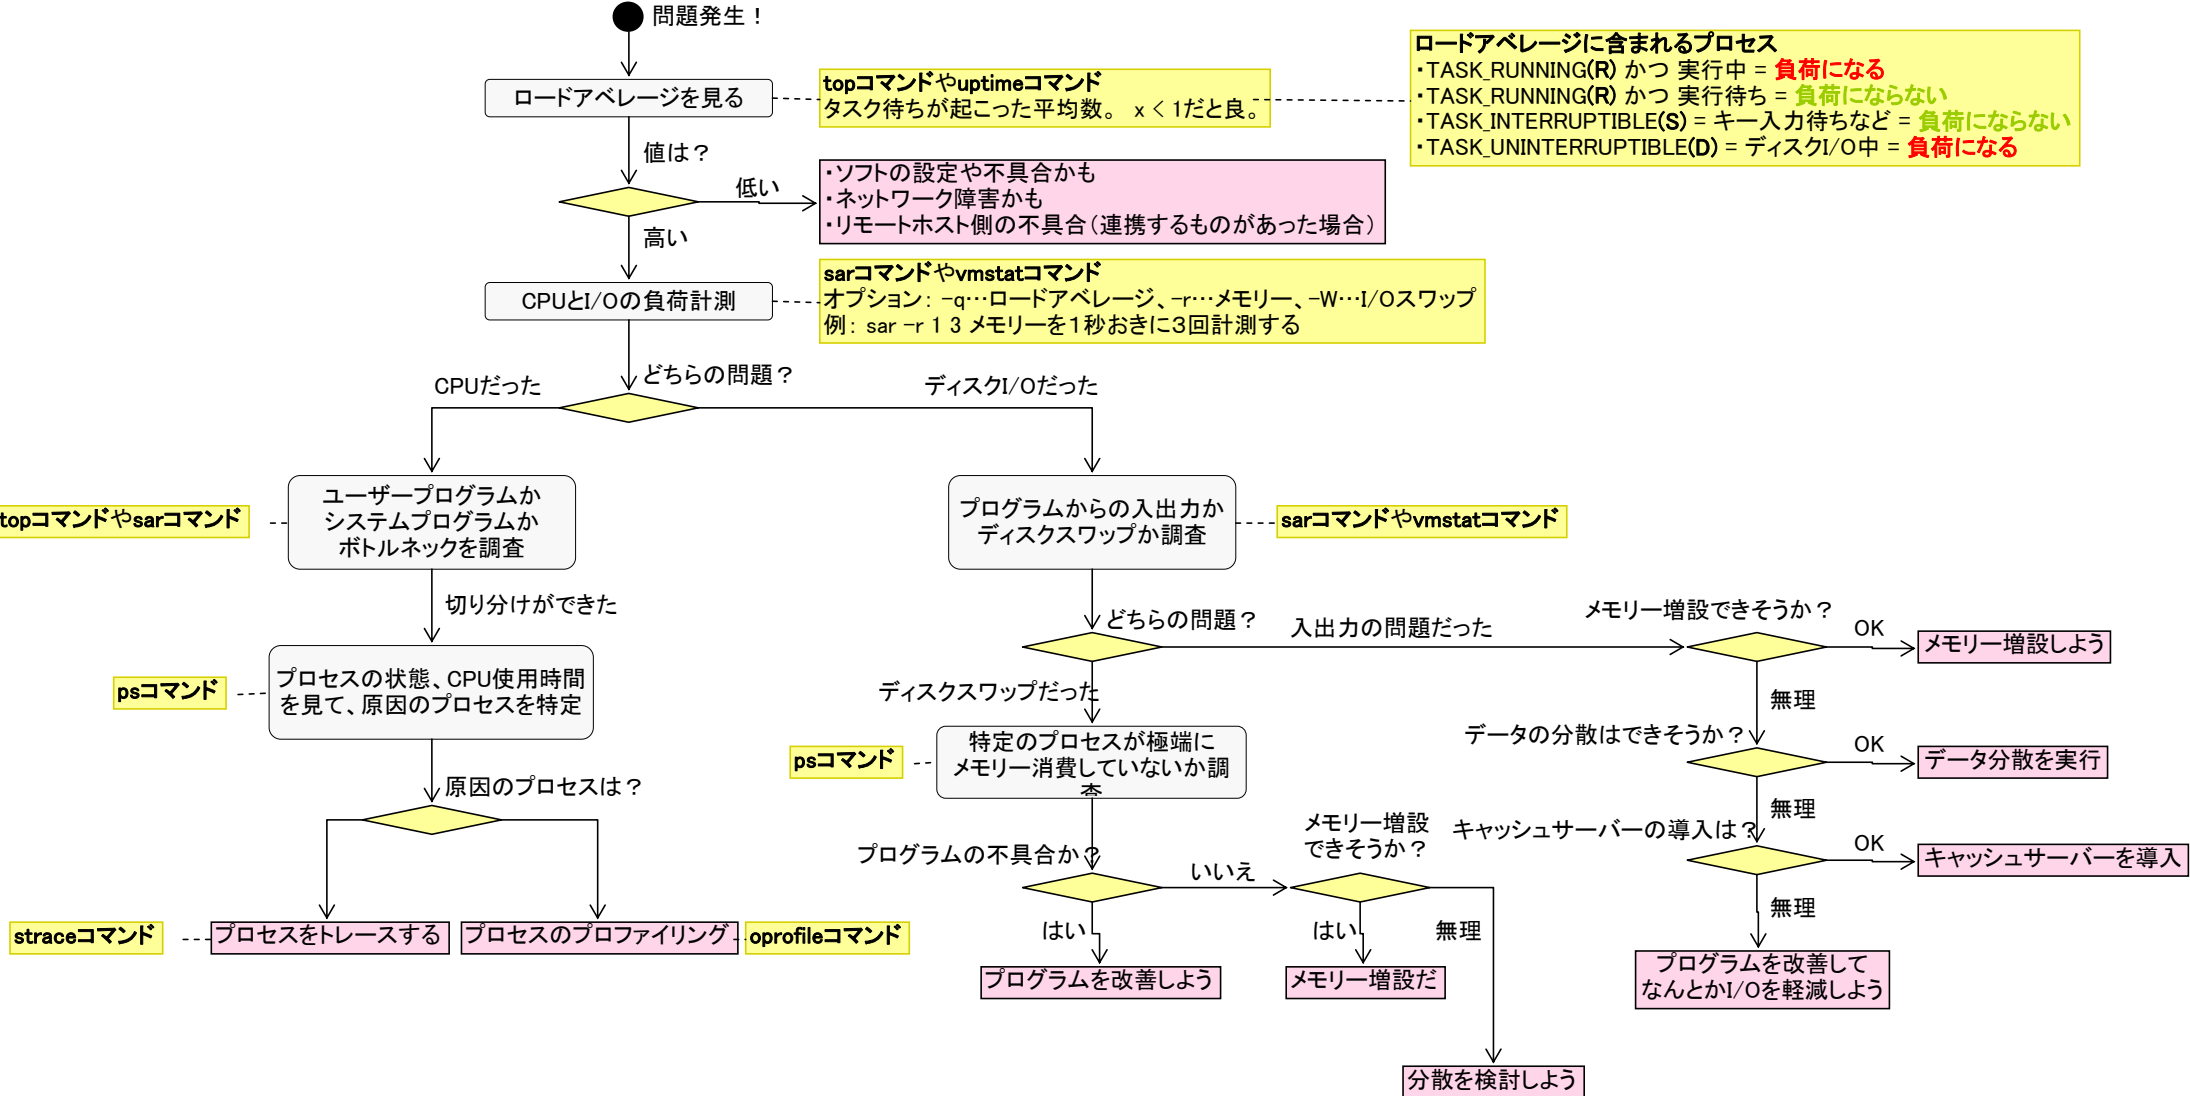 問題発生！
ロードアベレージを見る
topコマンドやuptimeコマンド
タスク待ちが起こった平均数。 x < 1だと良。
ロードアベレージに含まれるプロセス
・TASK_RUNNING(R) かつ 実行中 = 負荷になる
・TASK_RUNNING(R) かつ 実行待ち = 負荷にならない
・TASK_INTERRUPTIBLE(S) = キー入力待ちなど = 負荷にならない
・TASK_UNINTERRUPTIBLE(D) = ディスクI/O中 = 負荷になる
値は？
低い
・ソフトの設定や不具合かも
・ネットワーク障害かも
・リモートホスト側の不具合（連携するものがあった場合）
高い
CPUとI/Oの負荷計測
sarコマンドやvmstatコマンド
オプション： -q…ロードアベレージ、-r…メモリー、-W…I/Oスワップ
例： sar -r 1 3 メモリーを１秒おきに３回計測する
どちらの問題？
CPUだった
ディスクI/Oだった
topコマンドやsarコマンド
ユーザープログラムか
システムプログラムか
ボトルネックを調査
プログラムからの入出力か
ディスクスワップか調査
sarコマンドやvmstatコマンド
切り分けができた
どちらの問題？
入出力の問題だった
メモリー増設できそうか？
OK
メモリー増設しよう
psコマンド
プロセスの状態、CPU使用時間
を見て、原因のプロセスを特定
ディスクスワップだった
無理
データの分散はできそうか？
OK
データ分散を実行
psコマンド
特定のプロセスが極端に
メモリー消費していないか調
査
原因のプロセスは？
無理
キャッシュサーバーの導入は？
OK
キャッシュサーバーを導入
プログラムの不具合か？
いいえ
メモリー増設
できそうか？
はい
はい
無理
無理
straceコマンド
プロセスをトレースする
プロセスのプロファイリング
oprofileコマンド
プログラムを改善しよう
メモリー増設だ
プログラムを改善して
なんとかI/Oを軽減しよう
分散を検討しよう